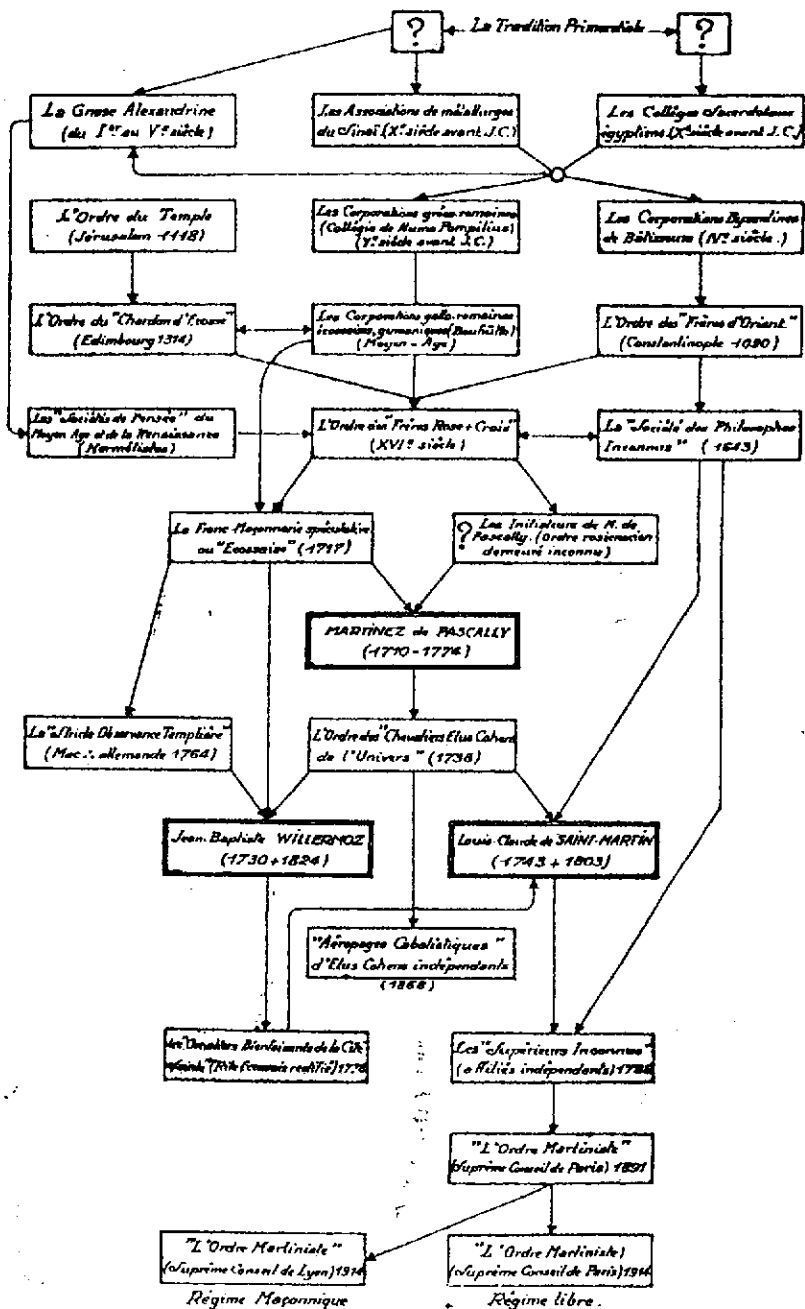 ?
La Tradition Primordiale
?
La Gnose Alexandrine
(du Ier au Ve siècle)
Les Associations de métallurges
du Sinaï (Xe siècle avant J.C.)
Les Collèges Sacerdotaux
égyptiens (Xe siècle avant J.C.)
L'Ordre du Temple
(Jérusalem -1118)
Les Corporations gréco-romaines
(Collégia de Numa Pompilius)
(Ve siècle avant J.C.)
Les Corporations Byzantines
de Bâtisseurs (IVe siècle.)
L'Ordre du "Chardon d'Ecosse"
(Edimbourg 1314)
Les Corporations gallo-romaines
écossaises, germaniques (Bauhütte)
(Moyen-Age)
L'Ordre des "Frères d'Orient"
(Constantinople -1090)
Les "Sociétés de Pensée" du
Moyen Age et de la Renaissance
(Hermétistes)
L'Ordre des "Frères Rose+Croix"
(XVIe siècle)
La "Société des Philosophes
Inconnus" (1643)
La Franc-Maçonnerie spéculative
ou "Ecossaise" (1717)
? Les Initiateurs de M. de
Pascally. (Ordre rosicrucien
demeuré inconnu)
MARTINEZ de PASCALLY
(1710-1774)
La "Stricte Observance Templière"
(Mac∴ allemande 1764)
L'Ordre des "Chevaliers Elus Cohens
de l'Univers" (1738)
Jean-Baptiste WILLERMOZ
(1730+1824)
Louis-Claude de SAINT-MARTIN
(1743+1803)
"Aéropages Cabalistiques"
d'Elus Cohens indépendants
(1868)
Les "Chevaliers Bienfaisants de la Cité
Sainte" (Rite Ecossais rectifié)
Les "Supérieurs Inconnus"
(affiliés indépendants)
"L'Ordre Martiniste"
(Suprême Conseil de Paris) 1891
"L'Ordre Martiniste"
(Suprême Conseil de Lyon) 1914
"L'Ordre Martiniste)
(Suprême Conseil de Paris) 1914
Régime Maçonnique
Régime libre.